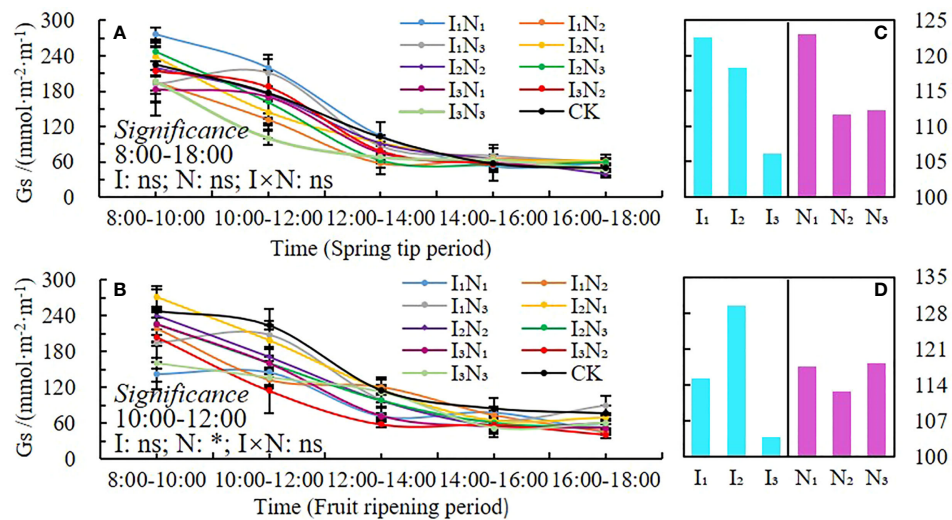 A
Gs /(mmol·m⁻²·m⁻¹)
300
240
180
120
60
0
I₁N₁
I₁N₂
I₁N₃
I₂N₁
I₂N₂
I₂N₃
I₃N₁
I₃N₂
I₃N₃
CK
Significance
8:00-18:00
I: ns; N: ns; I×N: ns
8:00-10:00 10:00-12:00 12:00-14:00 14:00-16:00 16:00-18:00
Time (Spring tip period)
C
125
120
115
110
105
100
I₁ I₂ I₃ N₁ N₂ N₃
B
Gs /(mmol·m⁻²·m⁻¹)
300
240
180
120
60
0
I₁N₁
I₁N₂
I₁N₃
I₂N₁
I₂N₂
I₂N₃
I₃N₁
I₃N₂
I₃N₃
CK
Significance
10:00-12:00
I: ns; N: *; I×N: ns
8:00-10:00 10:00-12:00 12:00-14:00 14:00-16:00 16:00-18:00
Time (Fruit ripening period)
D
135
128
121
114
107
100
I₁ I₂ I₃ N₁ N₂ N₃